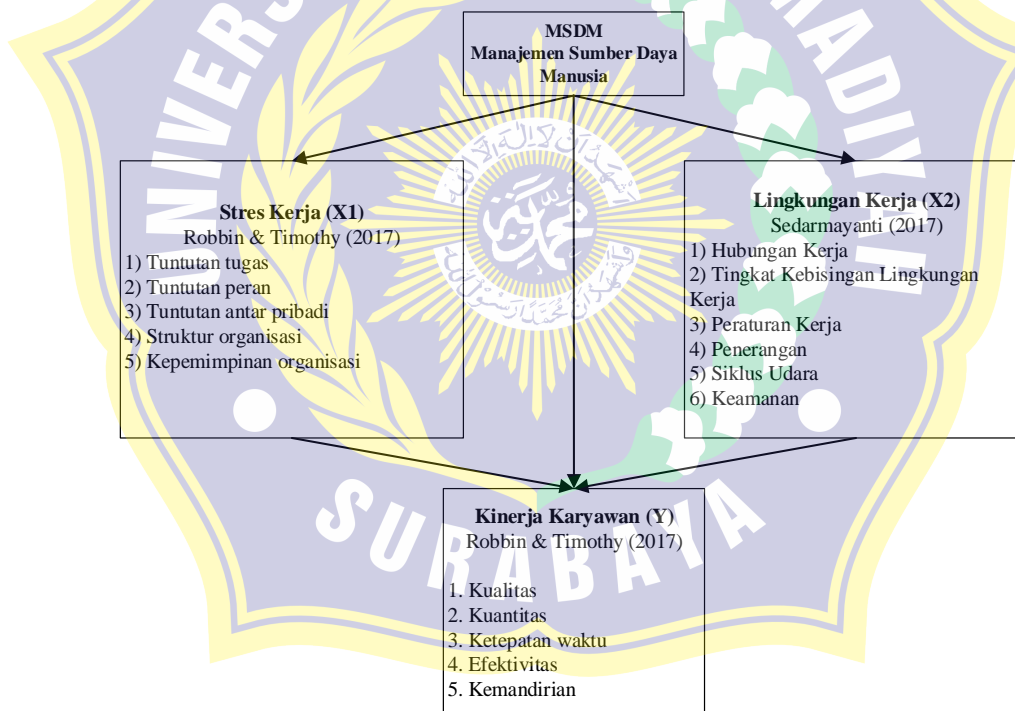 MSDM
Manajemen Sumber Daya
Manusia
Stres Kerja (X1)
Robbin & Timothy (2017)
1) Tuntutan tugas
2) Tuntutan peran
3) Tuntutan antar pribadi
4) Struktur organisasi
5) Kepemimpinan organisasi
Lingkungan Kerja (X2)
Sedarmayanti (2017)
1) Hubungan Kerja
2) Tingkat Kebisingan Lingkungan
Kerja
3) Peraturan Kerja
4) Penerangan
5) Siklus Udara
6) Keamanan
Kinerja Karyawan (Y)
Robbin & Timothy (2017)
1. Kualitas
2. Kuantitas
3. Ketepatan waktu
4. Efektivitas
5. Kemandirian
SURABAYA